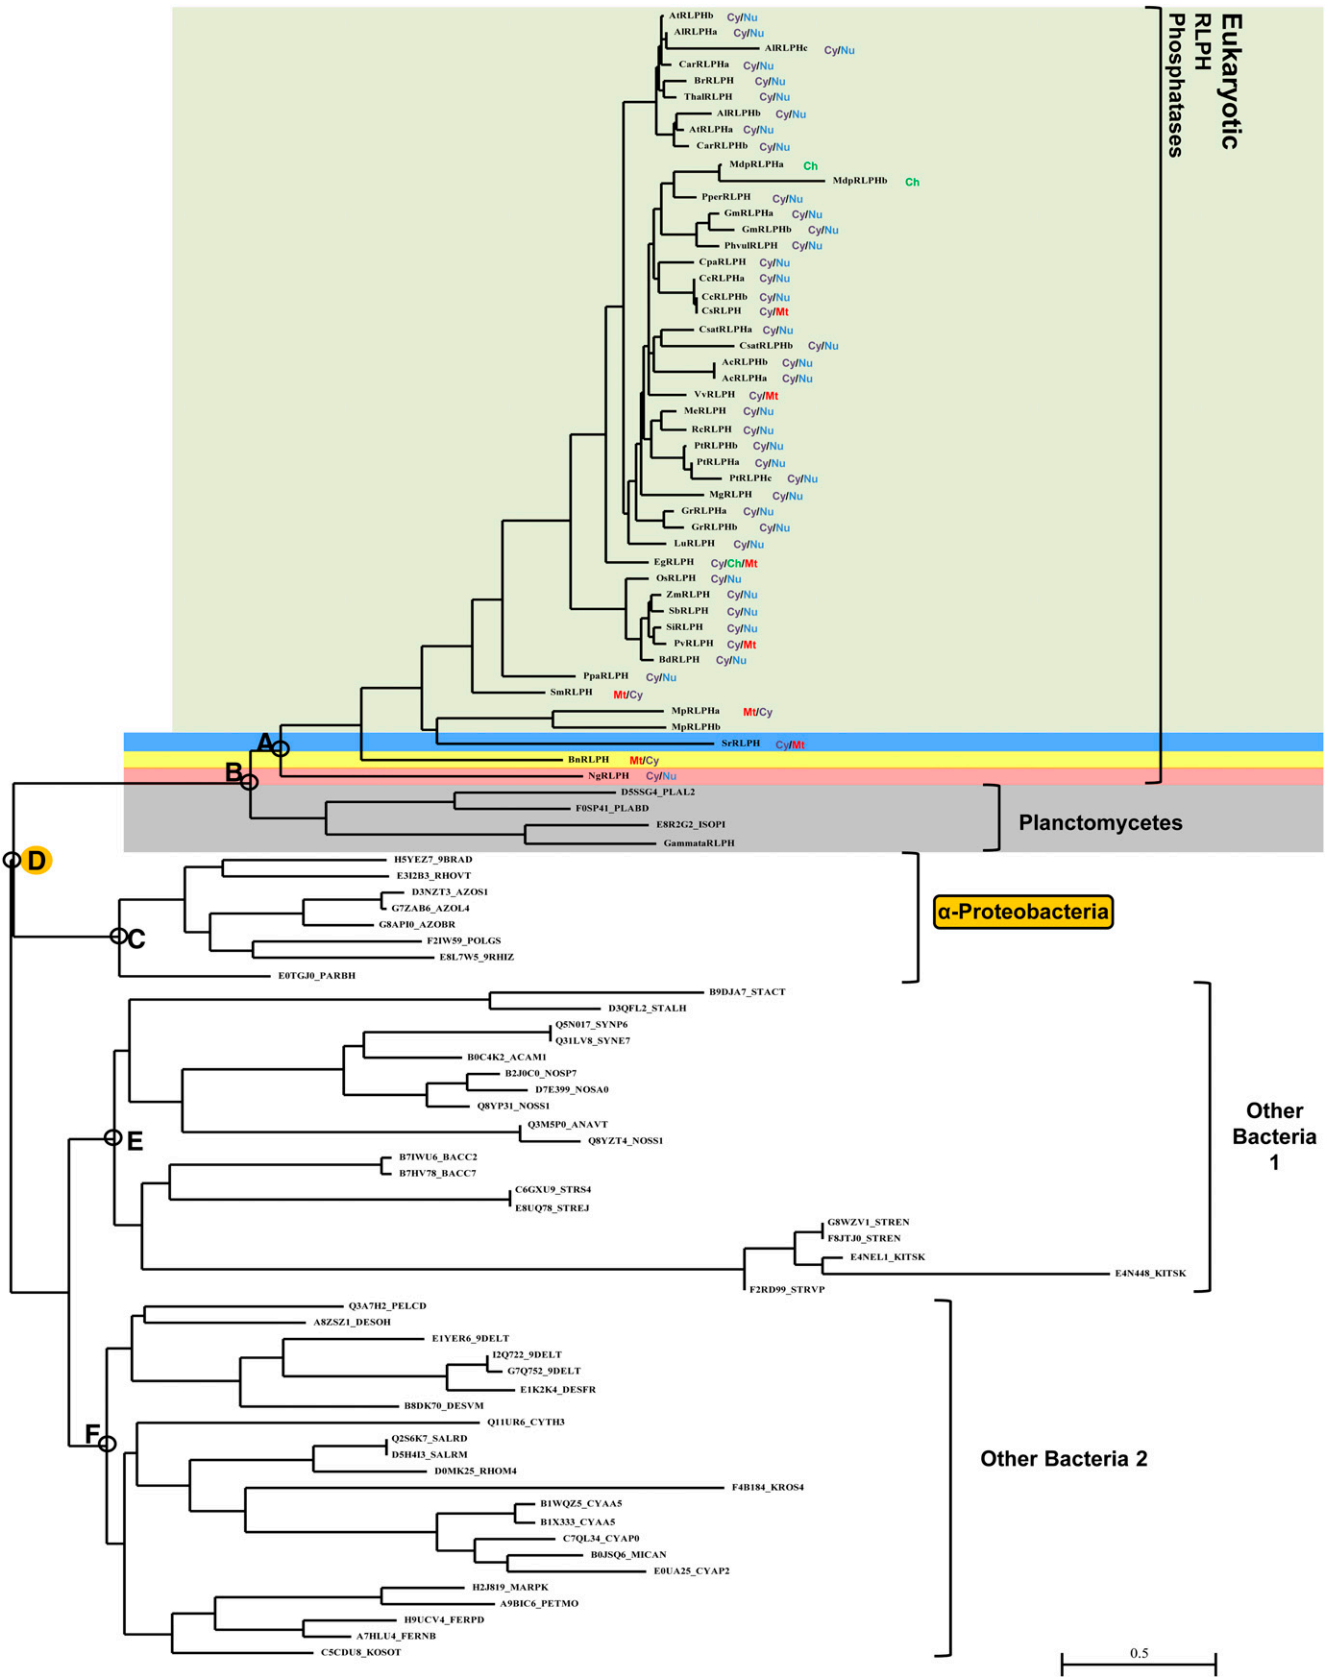 Eukaryotic
RLPH
Phosphatases
AtRLPHb Cy/Nu
AlRLPHa Cy/Nu
AlRLPHc Cy/Nu
CarRLPHa Cy/Nu
BrRLPH Cy/Nu
ThalRLPH Cy/Nu
AlRLPHb Cy/Nu
AtRLPHa Cy/Nu
CarRLPHb Cy/Nu
MdpRLPHa Ch
MdpRLPHb Ch
PperRLPH Cy/Nu
GmRLPHa Cy/Nu
GmRLPHb Cy/Nu
PhvulRLPH Cy/Nu
CpaRLPH Cy/Nu
CcRLPHa Cy/Nu
CcRLPHb Cy/Nu
CsRLPH Cy/Mt
CsatRLPHa Cy/Nu
CsatRLPHb Cy/Nu
AcRLPHb Cy/Nu
AcRLPHa Cy/Nu
VvRLPH Cy/Mt
MeRLPH Cy/Nu
RcRLPH Cy/Nu
PtRLPHb Cy/Nu
PtRLPHa Cy/Nu
PtRLPHc Cy/Nu
MgRLPH Cy/Nu
GrRLPHa Cy/Nu
GrRLPHb Cy/Nu
LuRLPH Cy/Nu
EgRLPH Cy/Ch/Mt
OsRLPH Cy/Nu
ZmRLPH Cy/Nu
SbRLPH Cy/Nu
SiRLPH Cy/Nu
PvRLPH Cy/Mt
BdRLPH Cy/Nu
PpaRLPH Cy/Nu
SmRLPH Mt/Cy
MpRLPHa Mt/Cy
MpRLPHb
A
SrRLPH Cy/Mt
BnRLPH Mt/Cy
B
NgRLPH Cy/Nu
D5SSG4_PLAL2
F0SP41_PLABD
E8R2G2_ISOPI
GammataRLPH
Planctomycetes
D
H5YEZ7_9BRAD
E3I2B3_RHOVT
D3NZT3_AZOS1
G7ZAB6_AZOL4
G8API0_AZOBR
C
F2IW59_POLGS
E8L7W5_9RHIZ
E0TGJ0_PARBH
α-Proteobacteria
B9DJA7_STACT
D3QFL2_STALH
Q5N017_SYNP6
Q31LV8_SYNE7
B0C4K2_ACAM1
B2J0C0_NOSP7
D7E399_NOSA0
Q8YP31_NOSS1
Q3M5P0_ANAVT
E
Q8YZT4_NOSS1
B7IWU6_BACC2
B7HV78_BACC7
C6GXU9_STRS4
E8UQ78_STREJ
G8WZV1_STREN
F8JTJ0_STREN
E4NEL1_KITSK
E4N448_KITSK
F2RD99_STRVP
Other
Bacteria
1
Q3A7H2_PELCD
A8ZSZ1_DESOH
E1YER6_9DELT
I2Q722_9DELT
G7Q752_9DELT
E1K2K4_DESFR
B8DK70_DESVM
F
Q11UR6_CYTH3
Q2S6K7_SALRD
D5H4I3_SALRM
D0MK25_RHOM4
F4B184_KROS4
B1WQZ5_CYAA5
B1X333_CYAA5
C7QL34_CYAP0
B0JSQ6_MICAN
E0UA25_CYAP2
H2J819_MARPK
A9BIC6_PETMO
H9UCV4_FERPD
A7HLU4_FERNB
C5CDU8_KOSOT
Other Bacteria 2
0.5